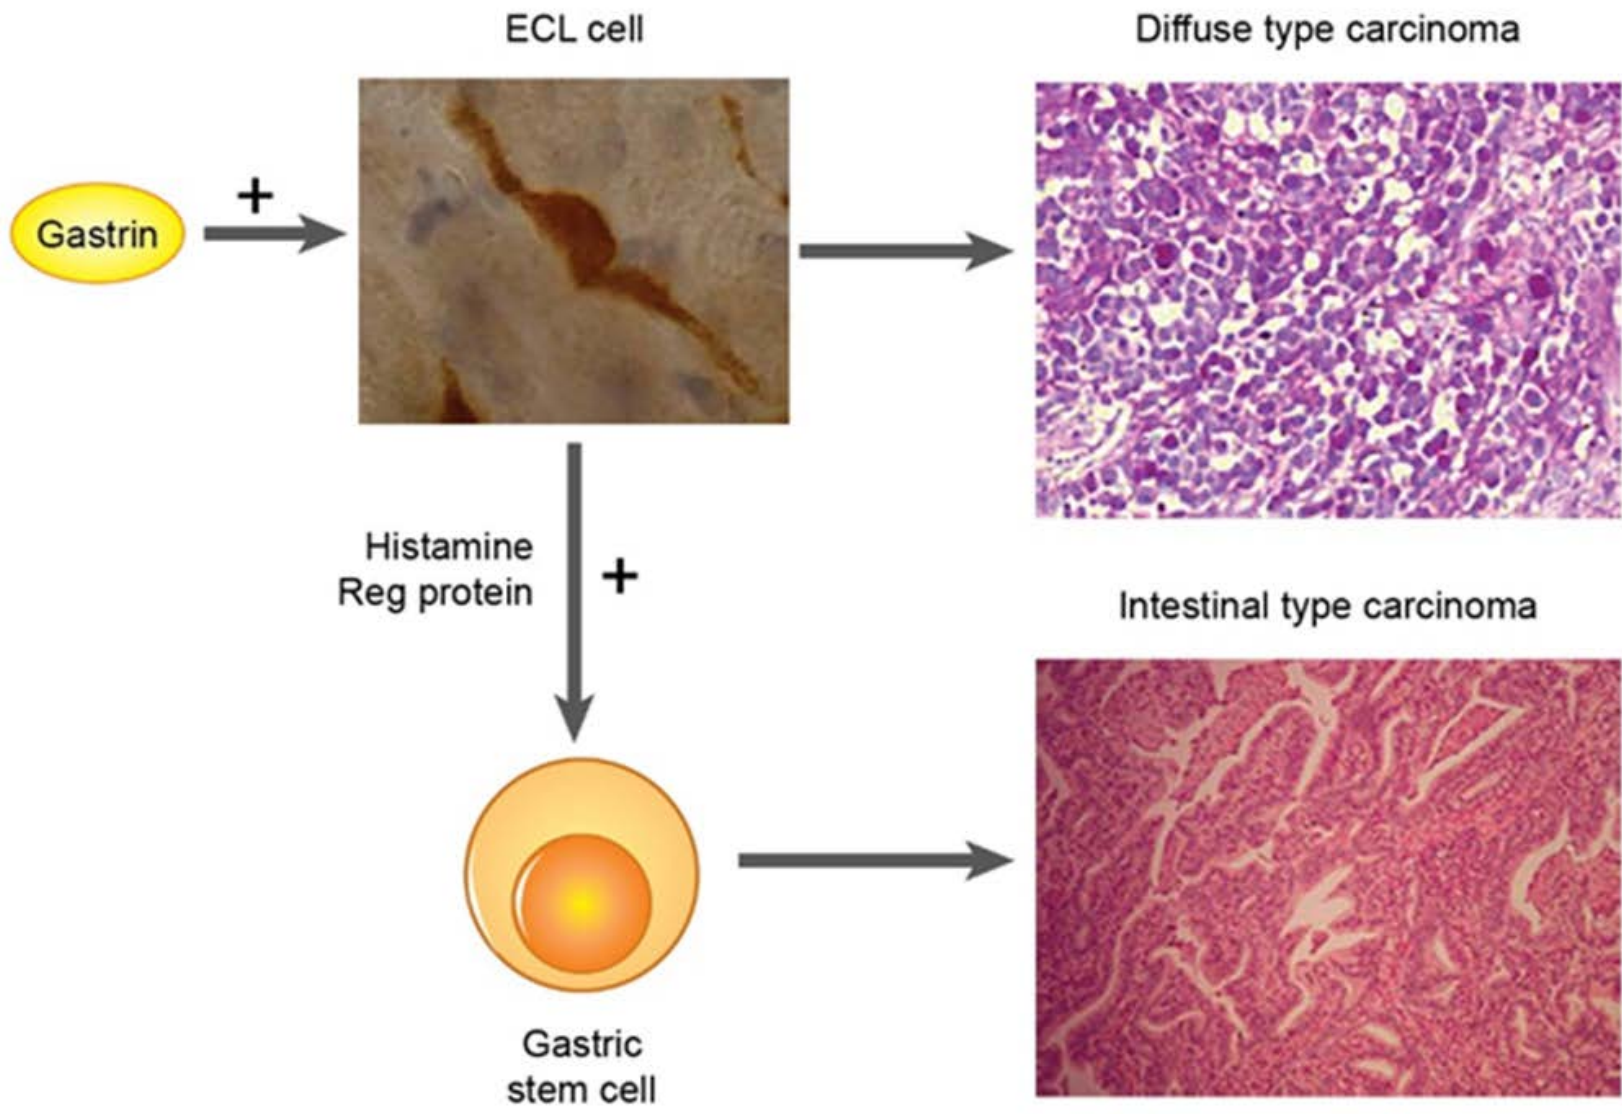 ECL cell
Diffuse type carcinoma
+
Gastrin
Histamine
Reg protein
+
Intestinal type carcinoma
Gastric
stem cell